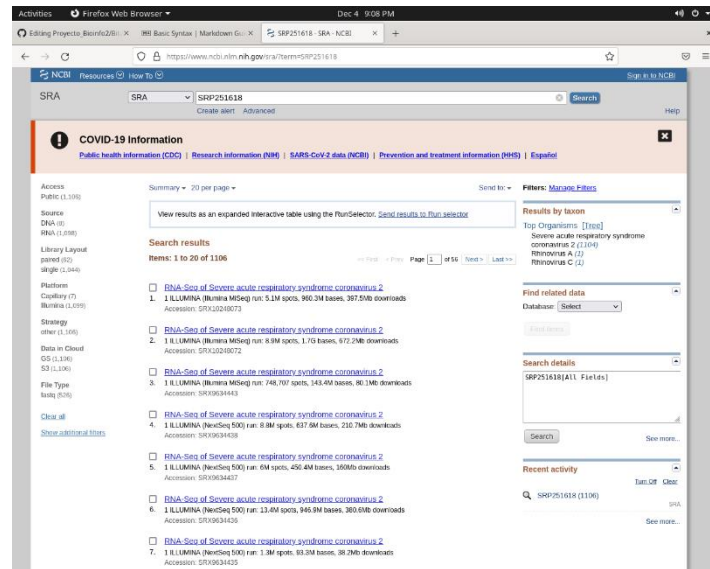 Activities
Firefox Web Browser
Dec 4 9:08 PM
Editing Proyecto_Bioinfo2/Bri
Basic Syntax | Markdown Gui
SRP251618 - SRA - NCBI
https://www.ncbi.nlm.nih.gov/sra/?term=SRP251618
NCBI Resources How To
Sign in to NCBI
SRA
SRA
SRP251618
Search
Create alert Advanced
Help
COVID-19 Information
Public health information (CDC) | Research information (NIH) | SARS-CoV-2 data (NCBI) | Prevention and treatment information (HHS) | Español
Access
Public (1,106)
Source
DNA (8)
RNA (1,098)
Library Layout
paired (62)
single (1,044)
Platform
Capillary (7)
Illumina (1,099)
Strategy
other (1,106)
Data in Cloud
GS (1,106)
S3 (1,106)
File Type
fastq (526)
Clear all
Show additional filters
Summary 20 per page
Send to:
View results as an expanded interactive table using the RunSelector. Send results to Run selector
Search results
Items: 1 to 20 of 1106
<< First < Prev Page 1 of 56 Next > Last >>
RNA-Seq of Severe acute respiratory syndrome coronavirus 2
1. 1 ILLUMINA (Illumina MiSeq) run: 5.1M spots, 960.3M bases, 397.5Mb downloads
Accession: SRX10248073
RNA-Seq of Severe acute respiratory syndrome coronavirus 2
2. 1 ILLUMINA (Illumina MiSeq) run: 8.9M spots, 1.7G bases, 672.2Mb downloads
Accession: SRX10248072
RNA-Seq of Severe acute respiratory syndrome coronavirus 2
3. 1 ILLUMINA (Illumina MiSeq) run: 748,707 spots, 143.4M bases, 80.1Mb downloads
Accession: SRX9634443
RNA-Seq of Severe acute respiratory syndrome coronavirus 2
4. 1 ILLUMINA (NextSeq 500) run: 8.8M spots, 637.6M bases, 210.7Mb downloads
Accession: SRX9634438
RNA-Seq of Severe acute respiratory syndrome coronavirus 2
5. 1 ILLUMINA (NextSeq 500) run: 6M spots, 450.4M bases, 160Mb downloads
Accession: SRX9634437
RNA-Seq of Severe acute respiratory syndrome coronavirus 2
6. 1 ILLUMINA (NextSeq 500) run: 13.4M spots, 946.9M bases, 360.6Mb downloads
Accession: SRX9634436
RNA-Seq of Severe acute respiratory syndrome coronavirus 2
7. 1 ILLUMINA (NextSeq 500) run: 1.3M spots, 93.3M bases, 38.2Mb downloads
Accession: SRX9634435
Filters: Manage Filters
Results by taxon
Top Organisms [Tree]
Severe acute respiratory syndrome
coronavirus 2 (1104)
Rhinovirus A (1)
Rhinovirus C (1)
Find related data
Database: Select
Find items
Search details
SRP251618[All Fields]
Search
See more...
Recent activity
Turn Off Clear
SRP251618 (1106)
SRA
See more...